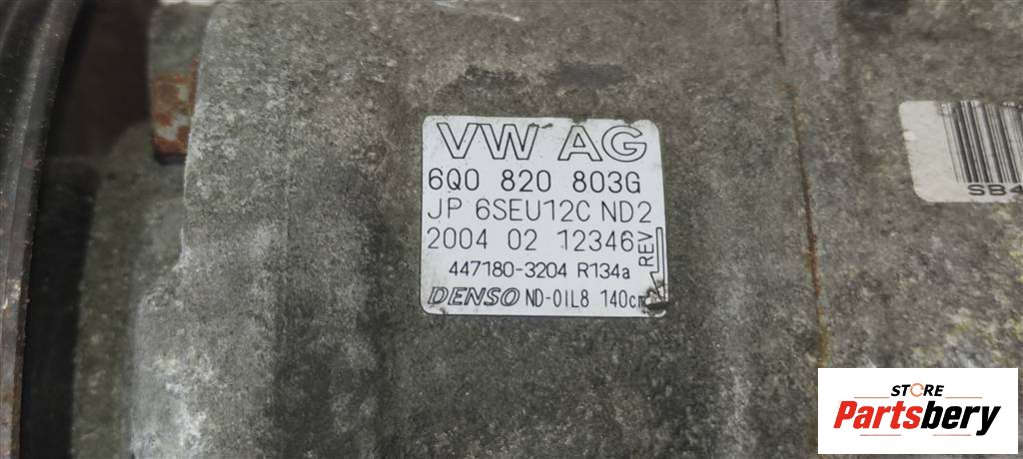 VW AG
6Q0 820 803G
JP 6SEU12C ND2
2004 02 12346
REV
447180-3204 R134a
DENSO ND-OIL8 140cm
SB4
STORE
Partsbery